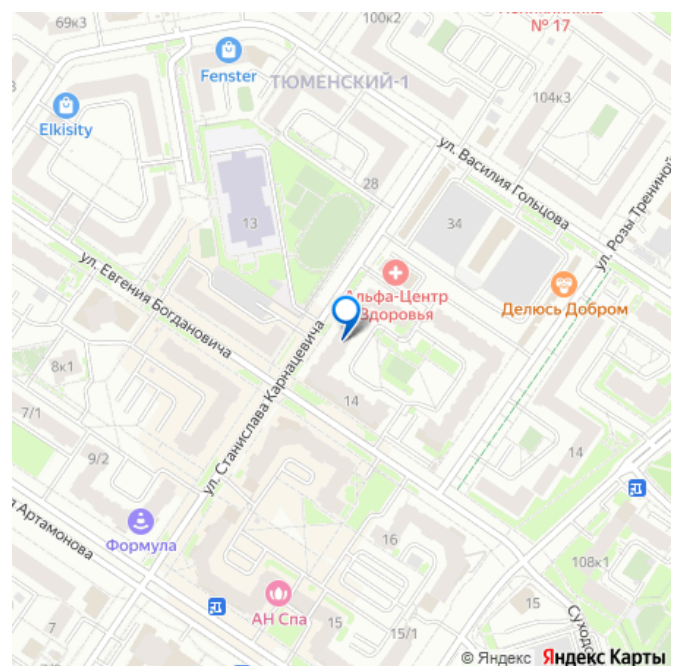 69к3
100к2
№ 17
Fenster
ТЮМЕНСКИЙ-1
104к3
Elkisity
ул. Василия Гольцова
28
13
34
ул. Розы Трениной
ул. Евгения Богдановича
Альфа-Центр
Здоровья
Делюсь Добром
ул. Станислава Карнацевича
8к1
7/1
14
9/2
14
Артамонова
Формула
16
108к1
АН Спа
15
15
7
15/1
© Яндекс Яндекс Карты